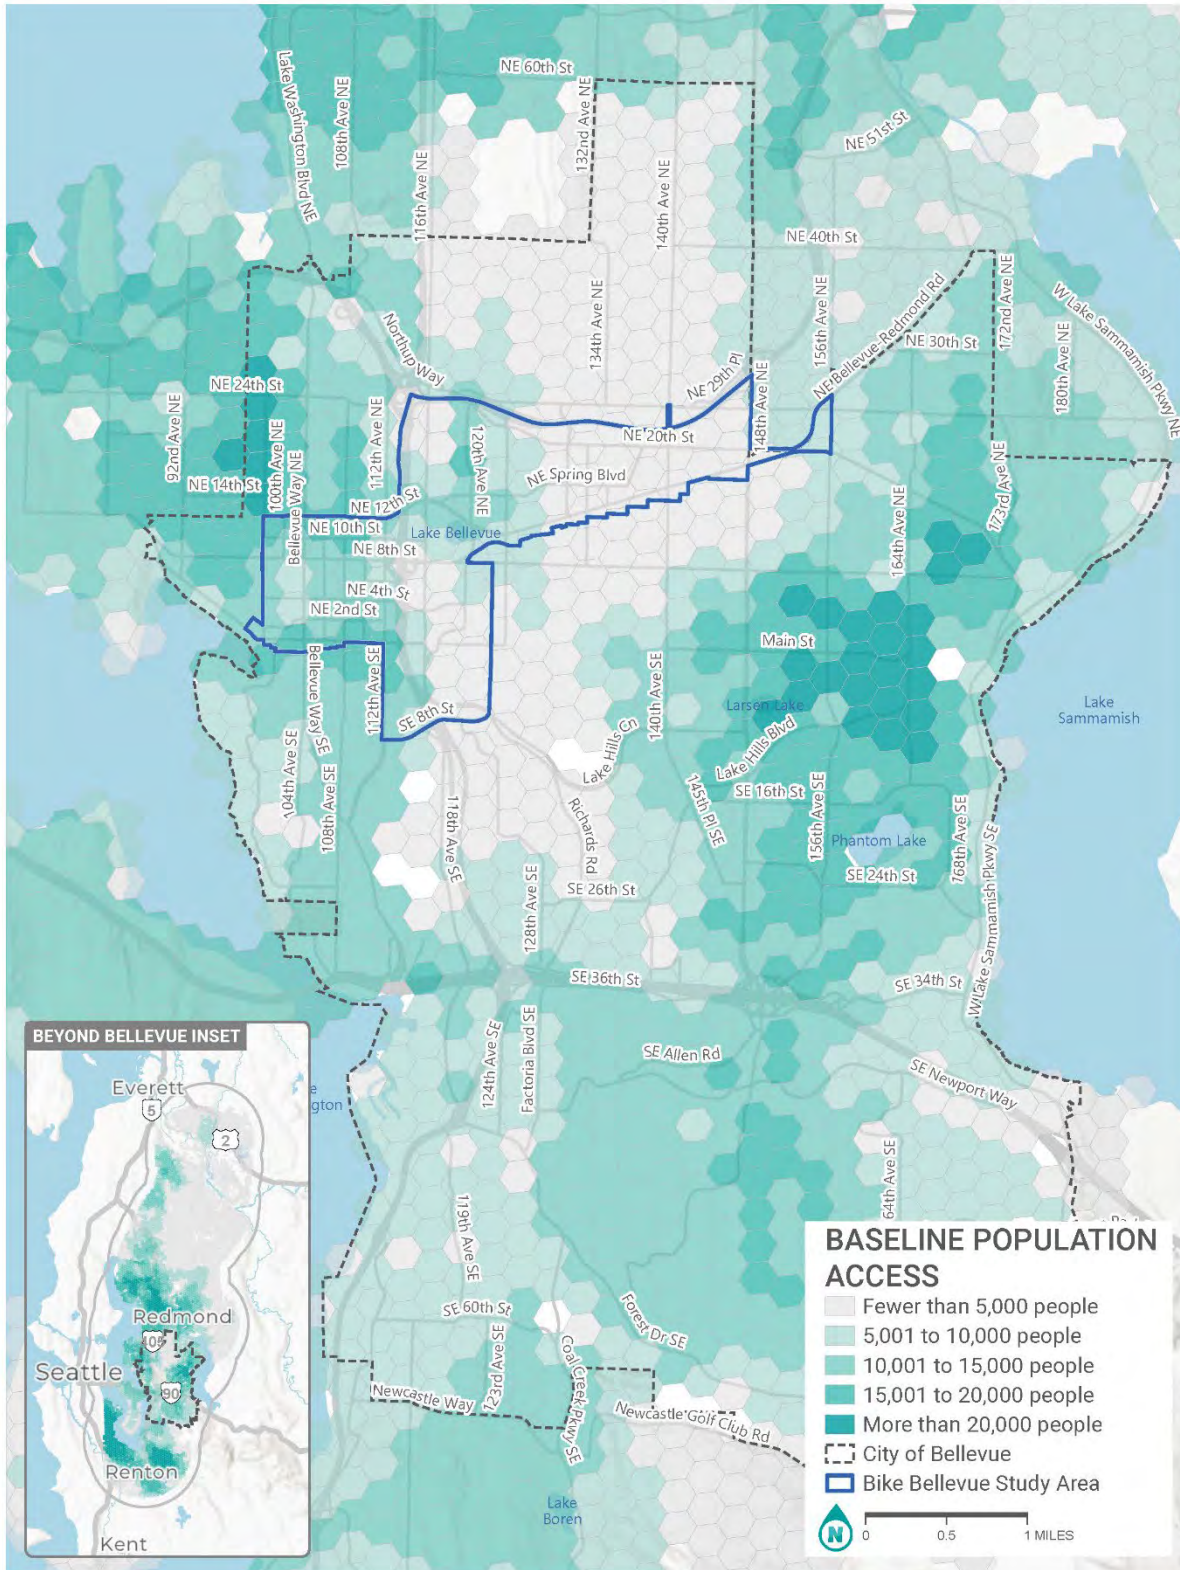 NE 60th St
Lake Washington Blvd NE
108th Ave NE
132nd Ave NE
NE 51st St
116th Ave NE
140th Ave NE
NE 40th St
134th Ave NE
156th Ave NE
NE Bellevue-Redmond Rd
172nd Ave NE
W Lake Sammamish Pkwy NE
Northup Way
NE 30th St
180th Ave NE
NE 24th St
NE 29th Pl
148th Ave NE
92nd Ave NE
100th Ave NE
Bellevue Way NE
112th Ave NE
120th Ave NE
NE 20th St
NE Spring Blvd
NE 14th St
NE 12th St
NE 10th St
Lake Bellevue
NE 8th St
164th Ave NE
173rd Ave NE
NE 4th St
NE 2nd St
Main St
Bellevue Way SE
112th Ave SE
SE 8th St
140th Ave SE
Larsen Lake
Lake
Sammamish
Lake Hills Cn
Lake Hills Blvd
104th Ave SE
108th Ave SE
118th Ave SE
Richards Rd
145th Pl SE
SE 16th St
156th Ave SE
Phantom Lake
168th Ave SE
W Lake Sammamish Pkwy SE
SE 26th St
SE 24th St
128th Ave SE
SE 36th St
SE 34th St
124th Ave SE
Factoria Blvd SE
SE Allen Rd
SE Newport Way
64th Ave SE
119th Ave SE
SE 60th St
Forest Dr SE
123rd Ave SE
Coal Creek Pkwy SE
Newcastle Way
Newcastle Golf Club Rd
Lake
Boren
BEYOND BELLEVUE INSET
Everett
5
2
e
gton
Redmond
405
Seattle
90
Renton
Kent
BASELINE POPULATION
ACCESS
Fewer than 5,000 people
5,001 to 10,000 people
10,001 to 15,000 people
15,001 to 20,000 people
More than 20,000 people
City of Bellevue
Bike Bellevue Study Area
N
0 0.5 1 MILES